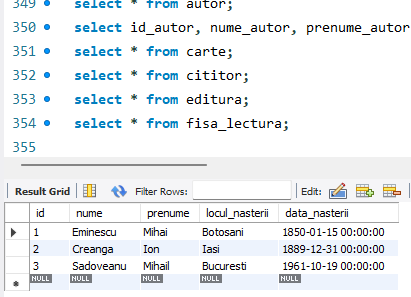 349 select * from autor;
350 select id_autor, nume_autor, prenume_autor
351 select * from carte;
352 select * from cititor;
353 select * from editura;
354 select * from fisa_lectura;
355
Result Grid Filter Rows: Edit:
id nume prenume locul_nasterii data_nasterii
1 Eminescu Mihai Botosani 1850-01-15 00:00:00
2 Creanga Ion Iasi 1889-12-31 00:00:00
3 Sadoveanu Mihail Bucuresti 1961-10-19 00:00:00
NULL NULL NULL NULL NULL